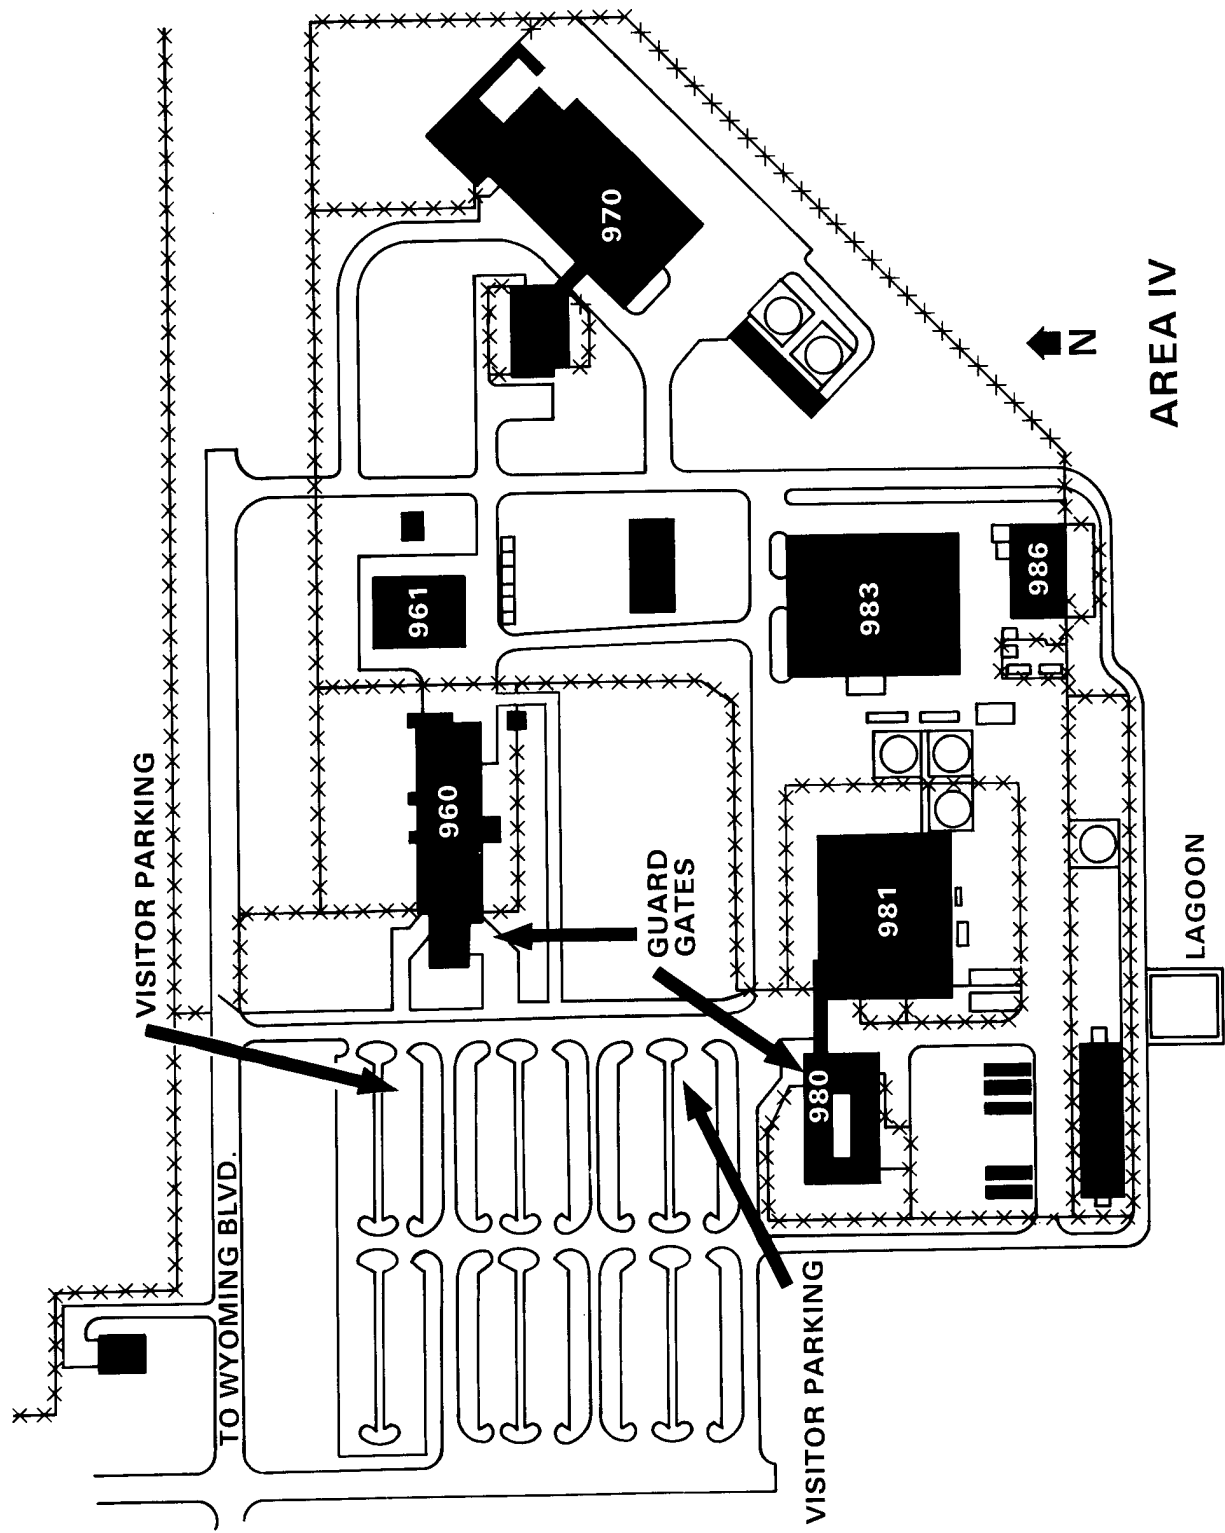 970
961
983
986
960
981
980
VISITOR PARKING
GUARD
GATES
TO WYOMING BLVD.
VISITOR PARKING
LAGOON
N
AREA IV